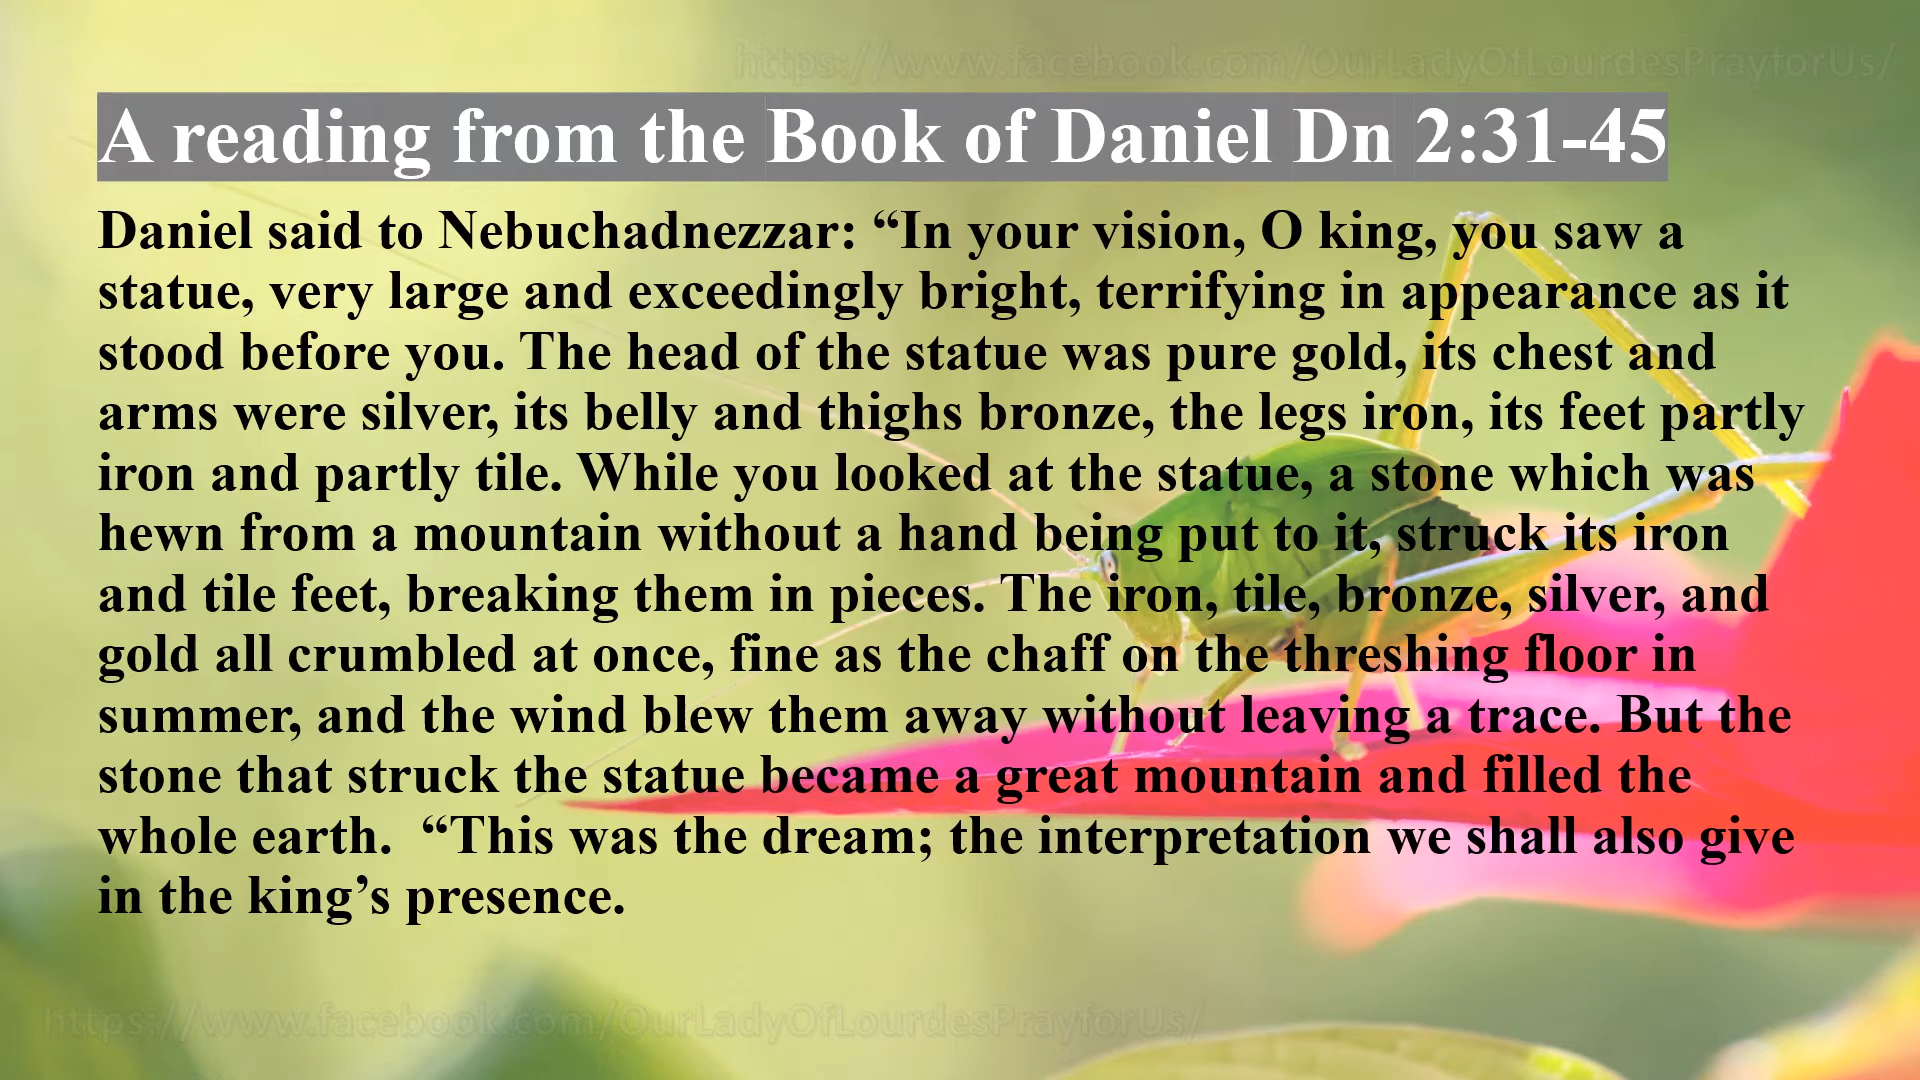 https://www.facebook.com/OurLadyOfLourdesPrayforUs/
A reading from the Book of Daniel Dn 2:31-45
Daniel said to Nebuchadnezzar: “In your vision, O king, you saw a
statue, very large and exceedingly bright, terrifying in appearance as it
stood before you. The head of the statue was pure gold, its chest and
arms were silver, its belly and thighs bronze, the legs iron, its feet partly
iron and partly tile. While you looked at the statue, a stone which was
hewn from a mountain without a hand being put to it, struck its iron
and tile feet, breaking them in pieces. The iron, tile, bronze, silver, and
gold all crumbled at once, fine as the chaff on the threshing floor in
summer, and the wind blew them away without leaving a trace. But the
stone that struck the statue became a great mountain and filled the
whole earth.  “This was the dream; the interpretation we shall also give
in the king’s presence.
https://www.facebook.com/OurLadyOfLourdesPrayforUs/